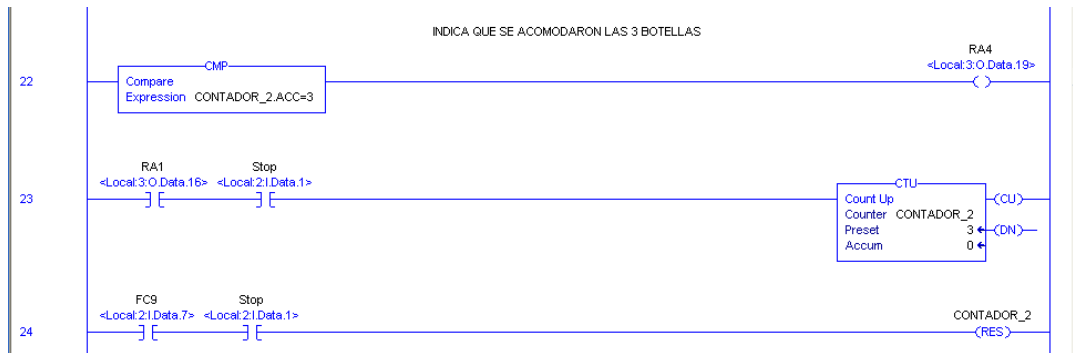 INDICA QUE SE ACOMODARON LAS 3 BOTELLAS
RA4
<Local:3:O.Data.19>
22
CMP
Compare
Expression CONTADOR_2.ACC=3
RA1 Stop
<Local:3:O.Data.16> <Local:2:I.Data.1>
23
CTU
Count Up
Counter CONTADOR_2
Preset 3
Accum 0
(CU)
(DN)
FC9 Stop
<Local:2:I.Data.7> <Local:2:I.Data.1>
24
CONTADOR_2
(RES)